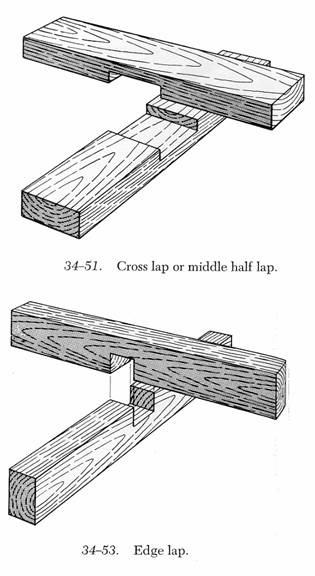 34–51. Cross lap or middle half lap.
34–53. Edge lap.